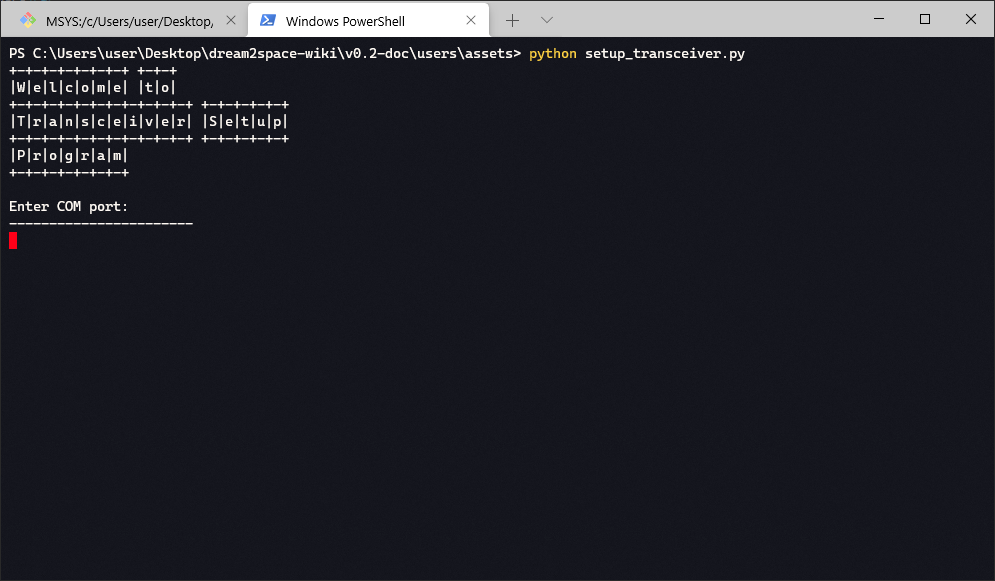 MSYS:/c/Users/user/Desktop/
Windows PowerShell
PS C:\Users\user\Desktop\dream2space-wiki\v0.2-doc\users\assets> python setup_transceiver.py
+-+-+-+-+-+-+-+ +-+-+
|W|e|l|c|o|m|e| |t|o|
+-+-+-+-+-+-+-+-+-+-+-+ +-+-+-+-+-+
|T|r|a|n|s|c|e|i|v|e|r| |S|e|t|u|p|
+-+-+-+-+-+-+-+-+-+-+-+ +-+-+-+-+-+
|P|r|o|g|r|a|m|
+-+-+-+-+-+-+-+
Enter COM port:
-----------------------